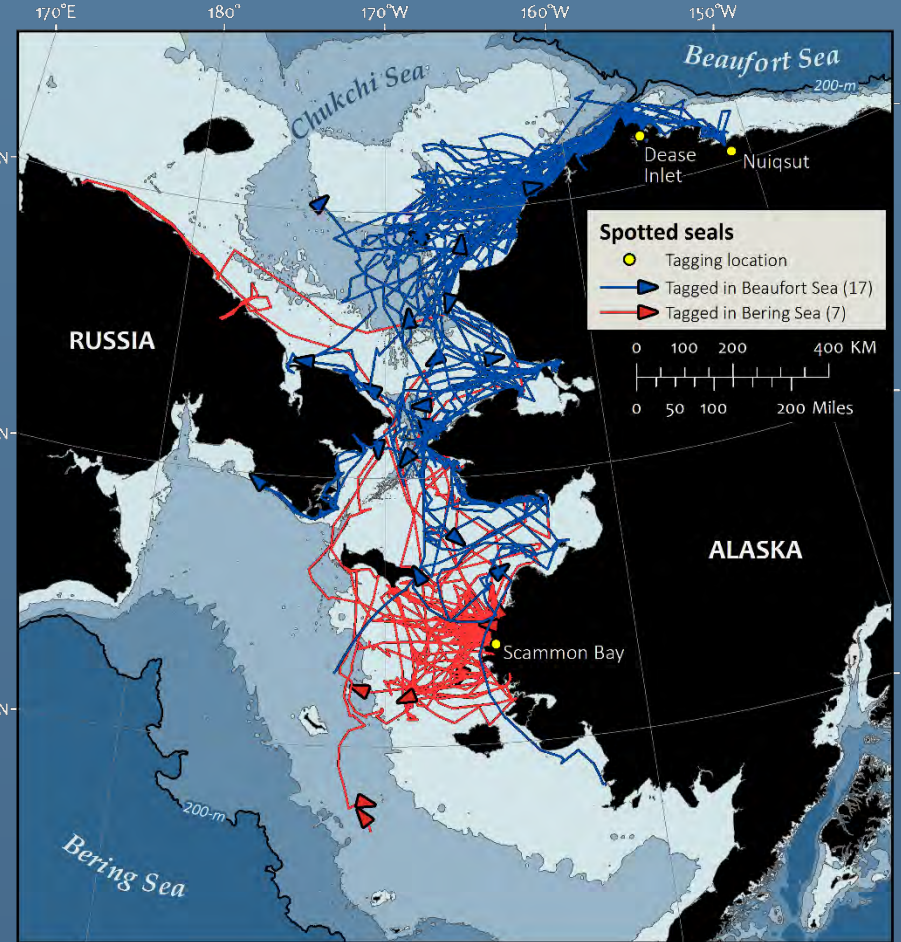 170°E
180°
170°W
160°W
150°W
Beaufort Sea
200-m
Chukchi Sea
N
Dease
Inlet
Nuiqsut
Spotted seals
Tagging location
Tagged in Beaufort Sea (17)
Tagged in Bering Sea (7)
RUSSIA
0 100 200 400 KM
0 50 100 200 Miles
N
ALASKA
Scammon Bay
N
200-m
Bering Sea